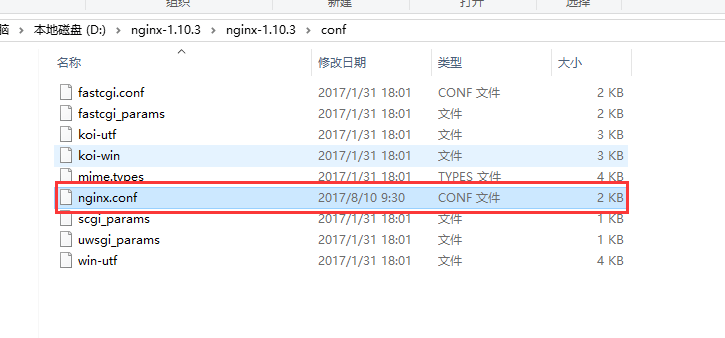 组织 新建 打开 选择
脑 本地磁盘 (D:) nginx-1.10.3 nginx-1.10.3 conf
名称 修改日期 类型 大小
fastcgi.conf 2017/1/31 18:01 CONF 文件 2 KB
fastcgi_params 2017/1/31 18:01 文件 2 KB
koi-utf 2017/1/31 18:01 文件 3 KB
koi-win 2017/1/31 18:01 文件 3 KB
mime.types 2017/1/31 18:01 TYPES 文件 4 KB
nginx.conf 2017/8/10 9:30 CONF 文件 2 KB
scgi_params 2017/1/31 18:01 文件 1 KB
uwsgi_params 2017/1/31 18:01 文件 1 KB
win-utf 2017/1/31 18:01 文件 4 KB